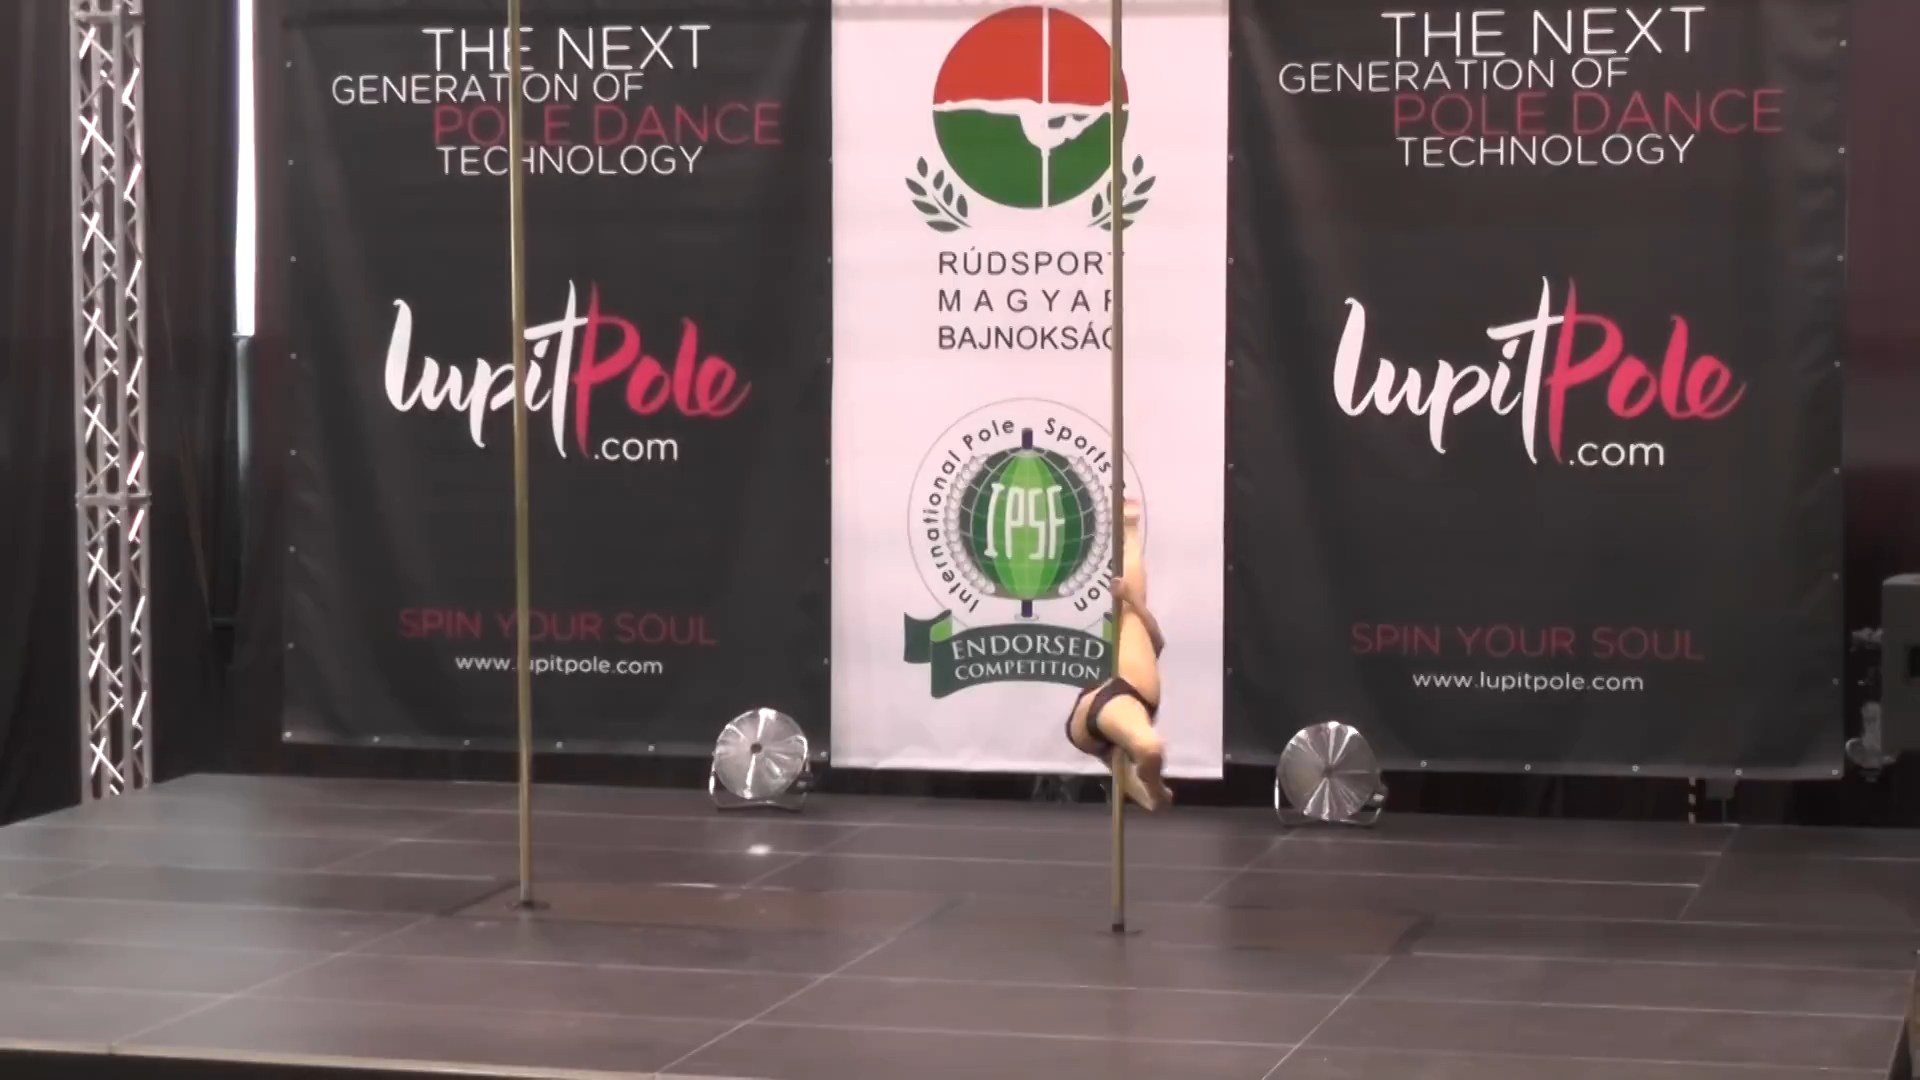 THE NEXT
GENERATION OF
POLE DANCE
TECHNOLOGY
lupitPole
.com
SPIN YOUR SOUL
www.lupitpole.com
RÚDSPORT
MAGYAR
BAJNOKSÁG
International Pole Sports
IPSF
ENDORSED
COMPETITION
THE NEXT
GENERATION OF
POLE DANCE
TECHNOLOGY
lupitPole
.com
SPIN YOUR SOUL
www.lupitpole.com